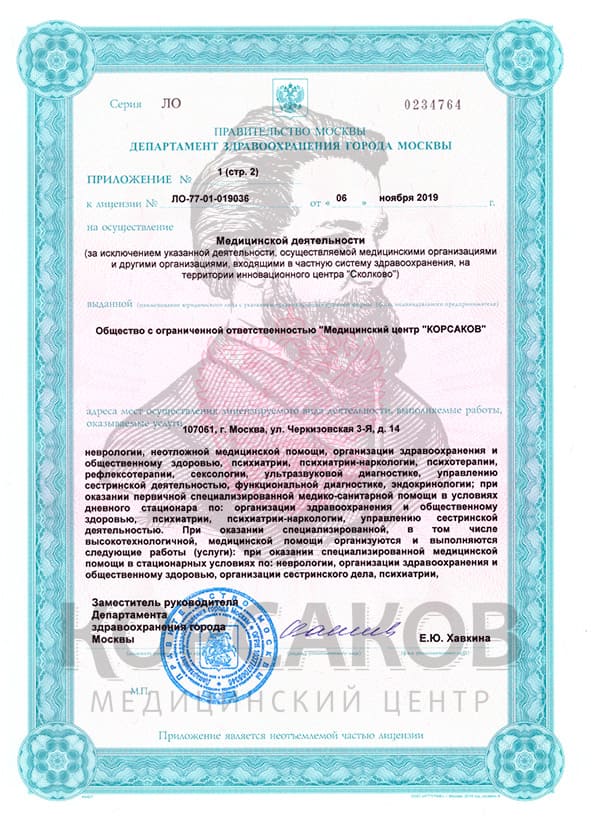 Серия ЛО 0234764
ПРАВИТЕЛЬСТВО МОСКВЫ
ДЕПАРТАМЕНТ ЗДРАВООХРАНЕНИЯ ГОРОДА МОСКВЫ
ПРИЛОЖЕНИЕ № 1 (стр. 2)
к лицензии № ЛО-77-01-019036 от « 06 » ноября 2019 г.
на осуществление
Медицинской деятельности
(за исключением указанной деятельности, осуществляемой медицинскими организациями
и другими организациями, входящими в частную систему здравоохранения, на
территории инновационного центра "Сколково")
выданной
Общество с ограниченной ответственностью "Медицинский центр "КОРСАКОВ"
адреса мест осуществления лицензируемого вида деятельности, выполняемые работы,
оказываемые услуги
107061, г. Москва, ул. Черкизовская 3-Я, д. 14
неврологии, неотложной медицинской помощи, организации здравоохранения и
общественному здоровью, психиатрии, психиатрии-наркологии, психотерапии,
рефлексотерапии, сексологии, ультразвуковой диагностике, управлению
сестринской деятельностью, функциональной диагностике, эндокринологии; при
оказании первичной специализированной медико-санитарной помощи в условиях
дневного стационара по: организации здравоохранения и общественному
здоровью, психиатрии, психиатрии-наркологии, управлению сестринской
деятельностью. При оказании специализированной, в том числе
высокотехнологичной, медицинской помощи организуются и выполняются
следующие работы (услуги): при оказании специализированной медицинской
помощи в стационарных условиях по: неврологии, организации здравоохранения и
общественному здоровью, организации сестринского дела, психиатрии,
Заместитель руководителя
Департамента
здравоохранения города
Москвы
Е.Ю. Хавкина
КОРСАКОВ
МЕДИЦИНСКИЙ ЦЕНТР
М.П.
Приложение является неотъемлемой частью лицензии